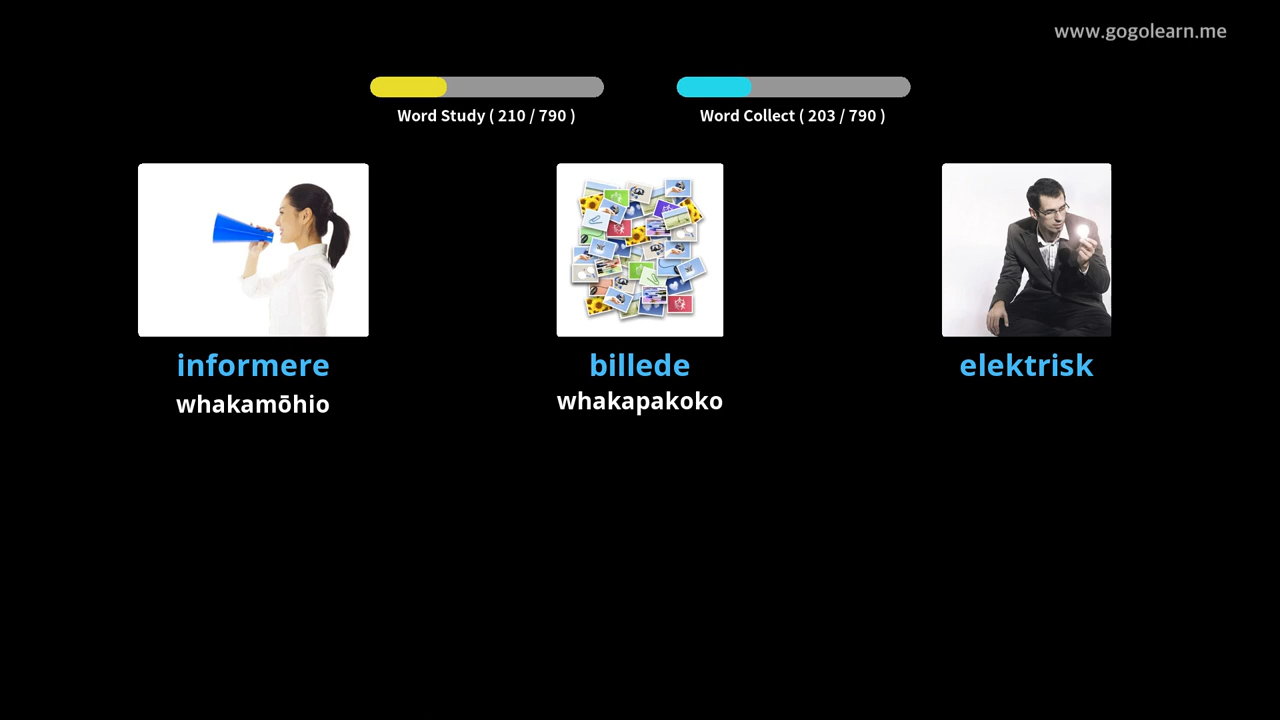 www.gogolearn.me
Word Study ( 210 / 790 )
Word Collect ( 203 / 790 )
informere
whakamōhio
billede
whakapakoko
elektrisk